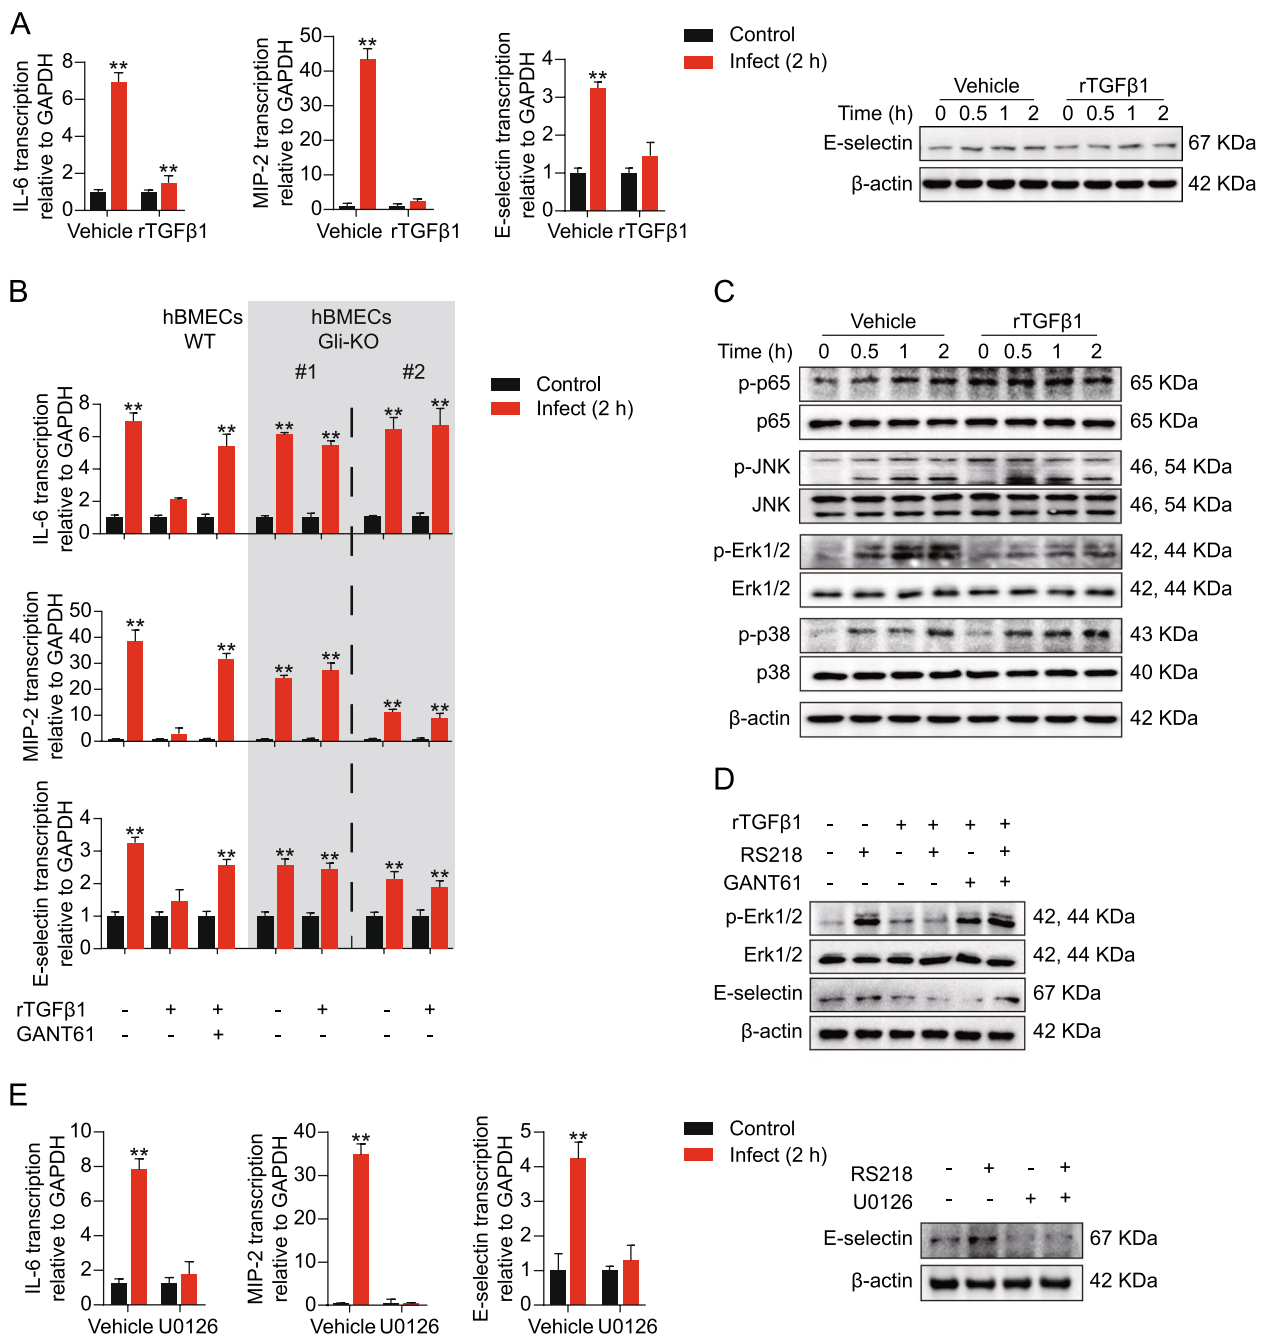 A
IL-6 transcription
relative to GAPDH
8
6
4
2
0
**
**
Vehicle rTGFβ1
MIP-2 transcription
relative to GAPDH
50
40
30
20
10
0
**
Vehicle rTGFβ1
E-selectin transcription
relative to GAPDH
4
3
2
1
0
**
Vehicle rTGFβ1
Control
Infect (2 h)
Vehicle rTGFβ1
Time (h) 0 0.5 1 2 0 0.5 1 2
E-selectin 67 KDa
β-actin 42 KDa
B
hBMECs
WT
hBMECs
Gli-KO
#1 #2
Control
Infect (2 h)
IL-6 transcription
relative to GAPDH
8
6
4
2
0
** ** ** ** ** **
MIP-2 transcription
relative to GAPDH
50
40
30
20
10
0
** ** ** ** ** **
E-selectin transcription
relative to GAPDH
4
3
2
1
0
** ** ** ** ** **
rTGFβ1 - + + - + - +
GANT61 - - + - - - -
C
Vehicle rTGFβ1
Time (h) 0 0.5 1 2 0 0.5 1 2
p-p65 65 KDa
p65 65 KDa
p-JNK 46, 54 KDa
JNK 46, 54 KDa
p-Erk1/2 42, 44 KDa
Erk1/2 42, 44 KDa
p-p38 43 KDa
p38 40 KDa
β-actin 42 KDa
D
rTGFβ1 - - + + + +
RS218 - + - + - +
GANT61 - - - - + +
p-Erk1/2 42, 44 KDa
Erk1/2 42, 44 KDa
E-selectin 67 KDa
β-actin 42 KDa
E
IL-6 transcription
relative to GAPDH
10
8
6
4
2
0
**
Vehicle U0126
MIP-2 transcription
relative to GAPDH
40
30
20
10
0
**
Vehicle U0126
E-selectin transcription
relative to GAPDH
5
4
3
2
1
0
**
Vehicle U0126
Control
Infect (2 h)
RS218 - + - +
U0126 - - + +
E-selectin 67 KDa
β-actin 42 KDa